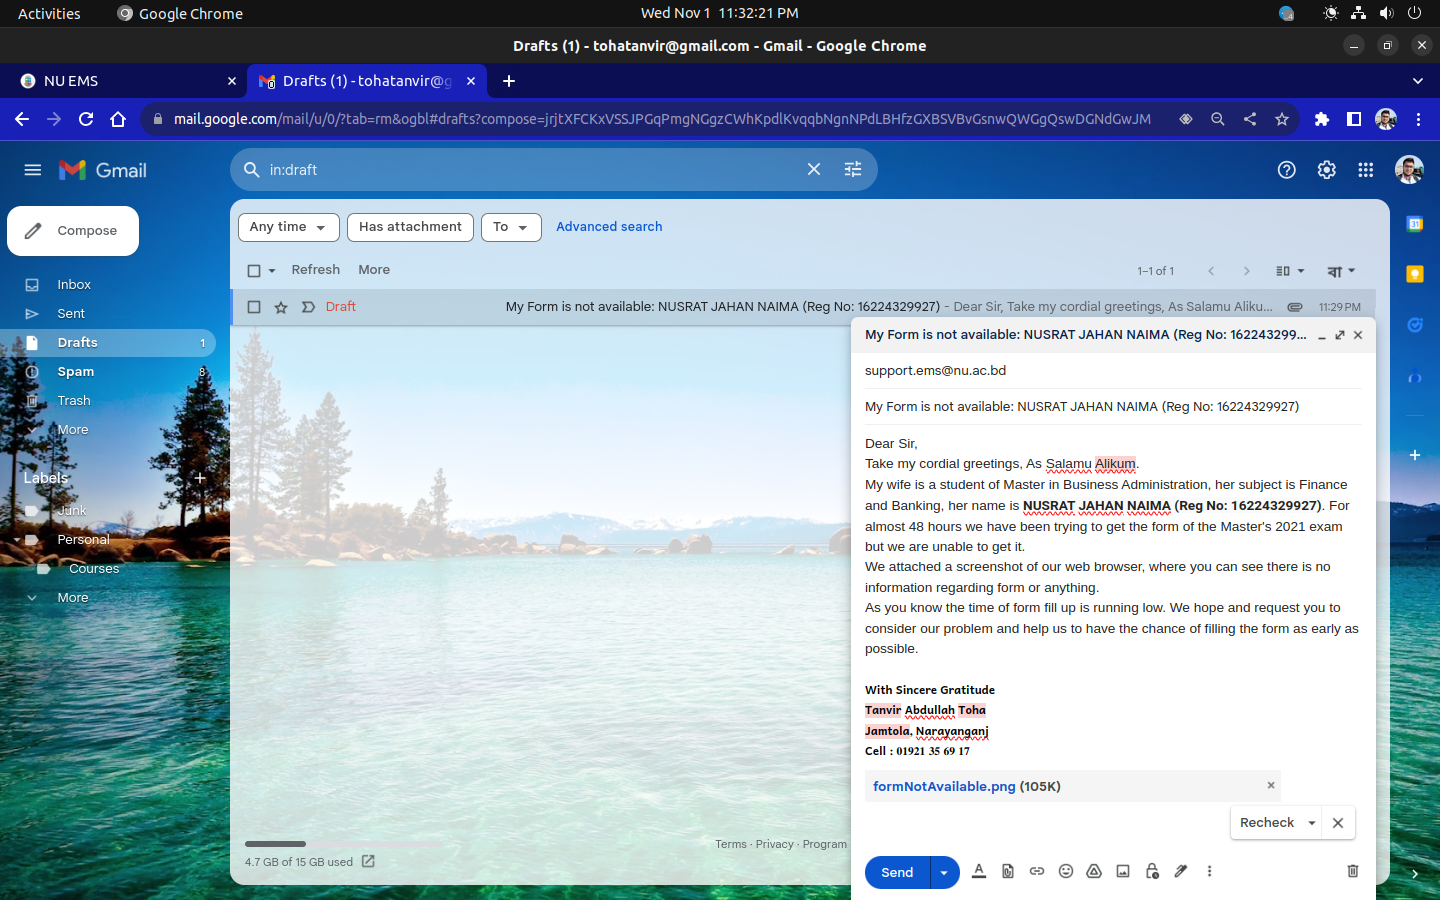 Activities
Google Chrome
Wed Nov 1 11:32:21 PM
Drafts (1) - tohatanvir@gmail.com - Gmail - Google Chrome
NU EMS
Drafts (1) - tohatanvir@g
mail.google.com/mail/u/0/?tab=rm&ogbl#drafts?compose=jrjtXFCKxVSSJPGqPmgNGgzCWhKpdlKvqqbNgnNPdLBHfzGXBSVBvGsnwQWGgQswDGNdGwJM
Gmail
in:draft
Compose
Any time
Has attachment
To
Advanced search
Refresh
More
1–1 of 1
বা
Inbox
Sent
Drafts 1
Spam 8
Trash
More
Labels
Junk
Personal
Courses
More
Draft
My Form is not available: NUSRAT JAHAN NAIMA (Reg No: 16224329927) - Dear Sir, Take my cordial greetings, As Salamu Aliku...
11:29 PM
My Form is not available: NUSRAT JAHAN NAIMA (Reg No: 162243299...
support.ems@nu.ac.bd
My Form is not available: NUSRAT JAHAN NAIMA (Reg No: 16224329927)
Dear Sir,
Take my cordial greetings, As Salamu Alikum.
My wife is a student of Master in Business Administration, her subject is Finance
and Banking, her name is NUSRAT JAHAN NAIMA (Reg No: 16224329927). For
almost 48 hours we have been trying to get the form of the Master's 2021 exam
but we are unable to get it.
We attached a screenshot of our web browser, where you can see there is no
information regarding form or anything.
As you know the time of form fill up is running low. We hope and request you to
consider our problem and help us to have the chance of filling the form as early as
possible.
With Sincere Gratitude
Tanvir Abdullah Toha
Jamtola, Narayanganj
Cell : 01921 35 69 17
formNotAvailable.png (105K)
Recheck
Send
4.7 GB of 15 GB used
Terms · Privacy · Program